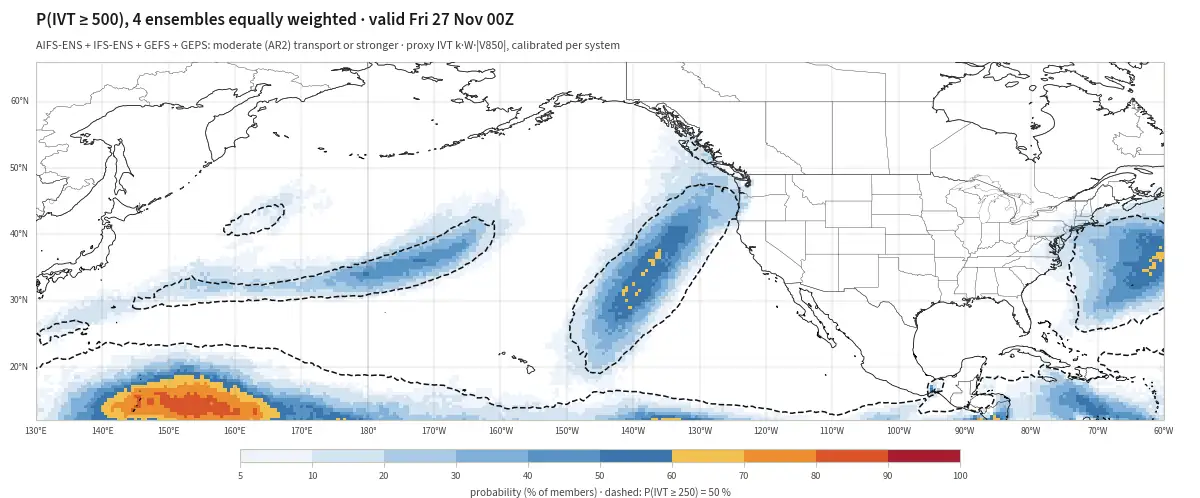 P(IVT ≥ 500), 4 ensembles equally weighted · valid Fri 27 Nov 00Z
AIFS-ENS + IFS-ENS + GEFS + GEPS: moderate (AR2) transport or stronger · proxy IVT k·W·|V850|, calibrated per system
60°N
50°N
40°N
30°N
20°N
130°E 140°E 150°E 160°E 170°E 180° 170°W 160°W 150°W 140°W 130°W 120°W 110°W 100°W 90°W 80°W 70°W 60°W
5 10 20 30 40 50 60 70 80 90 100
probability (% of members) · dashed: P(IVT ≥ 250) = 50 %